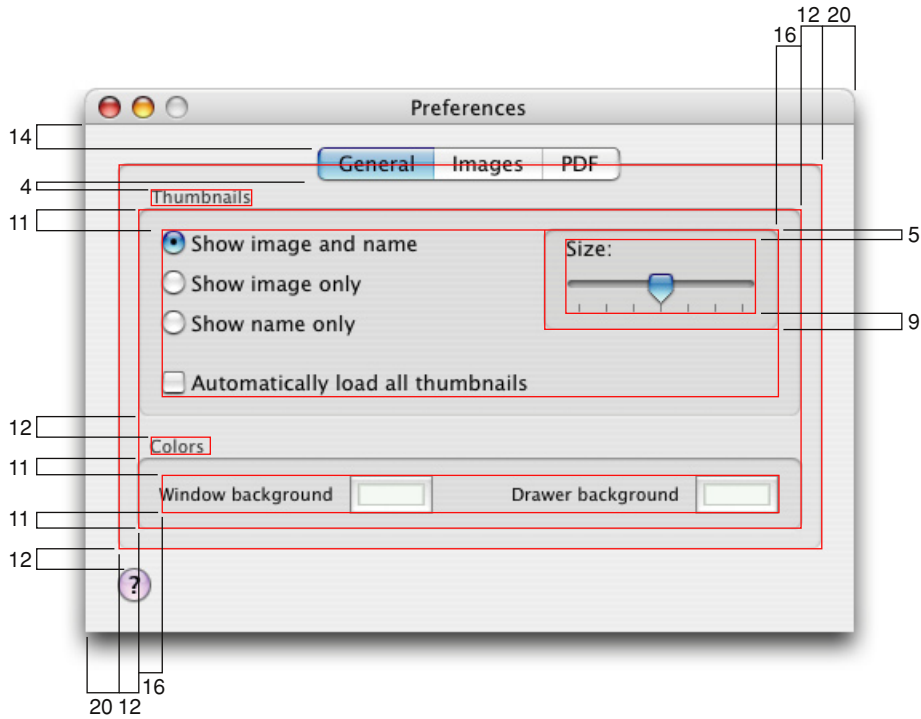 12 20
16
Preferences
14
General Images PDF
4
Thumbnails
11
Show image and name
Size:
5
Show image only
Show name only
9
Automatically load all thumbnails
12
Colors
11
Window background
Drawer background
11
12
?
16
20 12